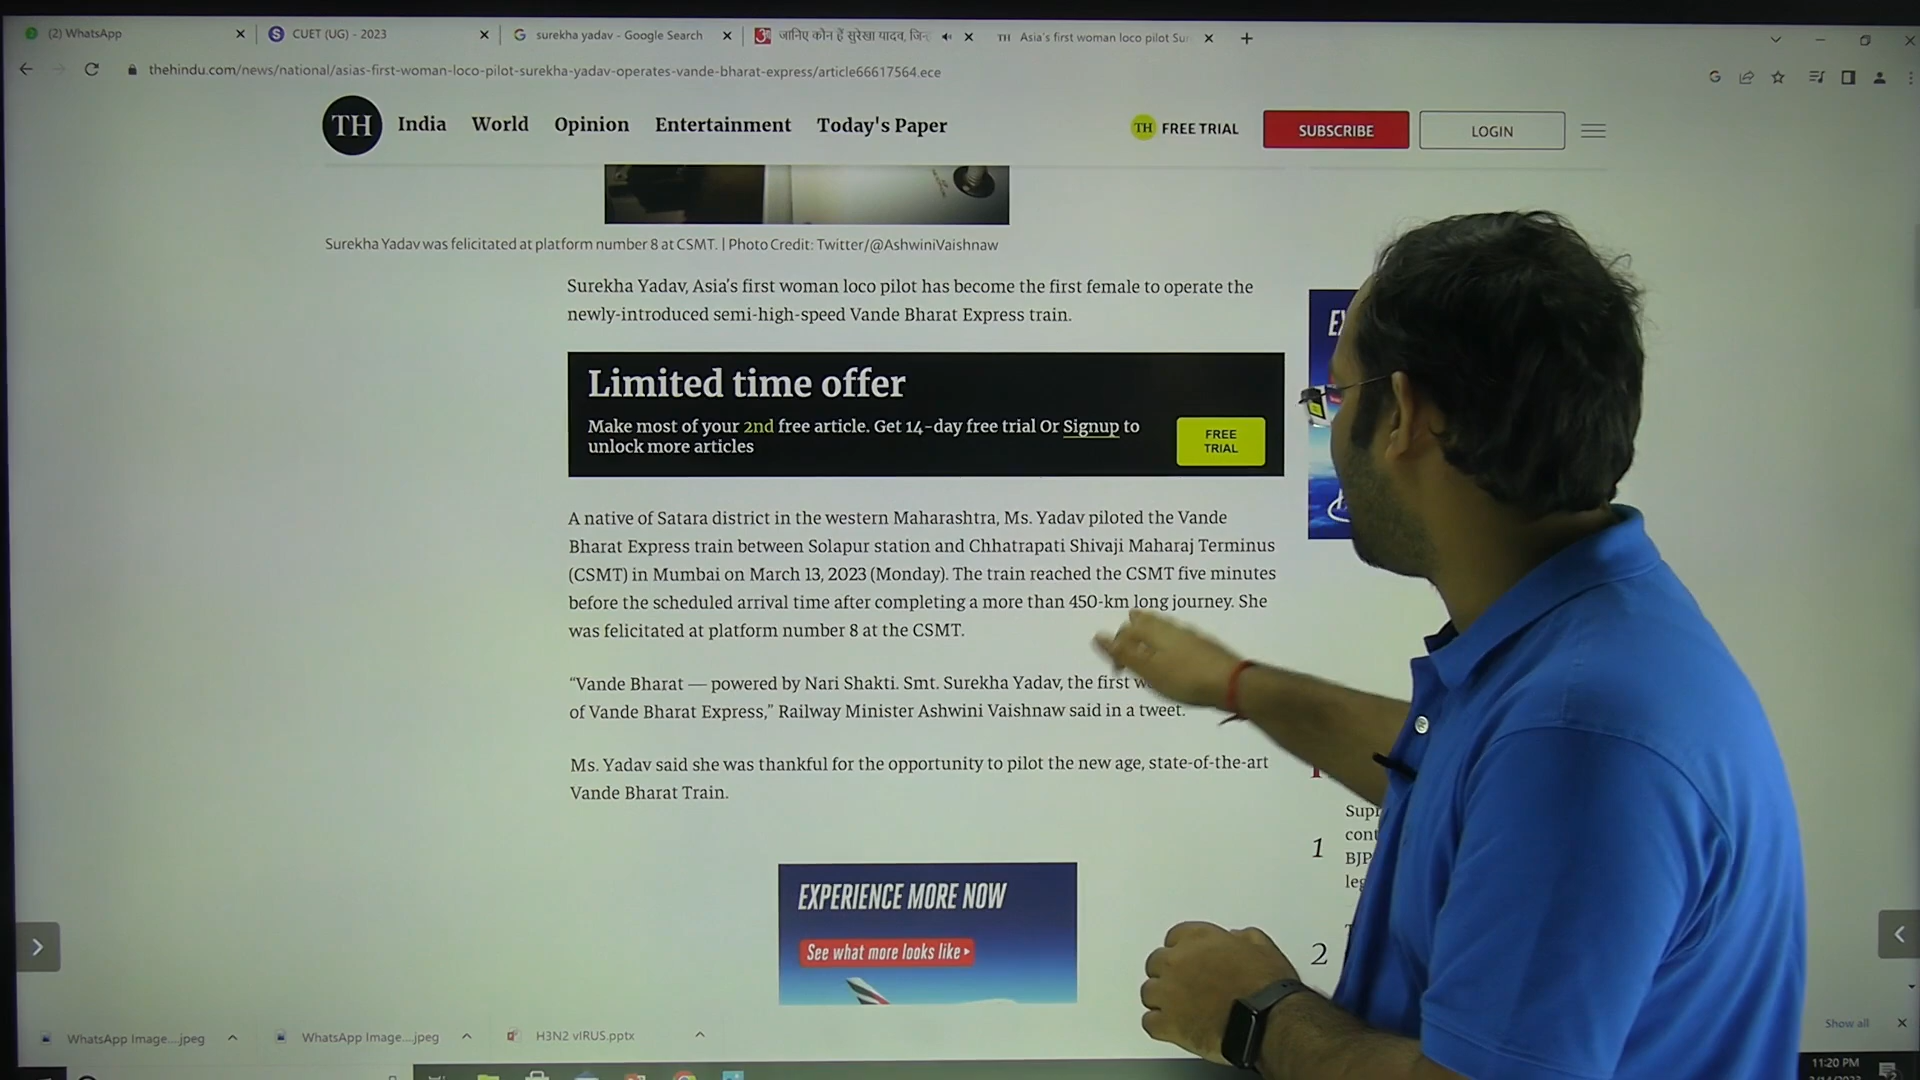 (2) WhatsApp
CUET (UG) - 2023
surekha yadav - Google Search
जानिए कौन हैं सुरेखा यादव, जिन
TH Asia's first woman loco pilot Sur
thehindu.com/news/national/asias-first-woman-loco-pilot-surekha-yadav-operates-vande-bharat-express/article66617564.ece
TH India World Opinion Entertainment Today's Paper
TH FREE TRIAL SUBSCRIBE LOGIN
Surekha Yadav was felicitated at platform number 8 at CSMT. | Photo Credit: Twitter/@AshwiniVaishnaw
Surekha Yadav, Asia's first woman loco pilot has become the first female to operate the
newly-introduced semi-high-speed Vande Bharat Express train.
Limited time offer
Make most of your 2nd free article. Get 14-day free trial Or Signup to
unlock more articles
FREE
TRIAL
A native of Satara district in the western Maharashtra, Ms. Yadav piloted the Vande
Bharat Express train between Solapur station and Chhatrapati Shivaji Maharaj Terminus
(CSMT) in Mumbai on March 13, 2023 (Monday). The train reached the CSMT five minutes
before the scheduled arrival time after completing a more than 450-km long journey. She
was felicitated at platform number 8 at the CSMT.
“Vande Bharat — powered by Nari Shakti. Smt. Surekha Yadav, the first
of Vande Bharat Express,” Railway Minister Ashwini Vaishnaw said in a tweet.
Ms. Yadav said she was thankful for the opportunity to pilot the new age, state-of-the-art
Vande Bharat Train.
EXPERIENCE MORE NOW
See what more looks like
1
BJP
2
WhatsApp Image....jpeg
WhatsApp Image....jpeg
H3N2 vIRUS.pptx
Show all
11:20 PM